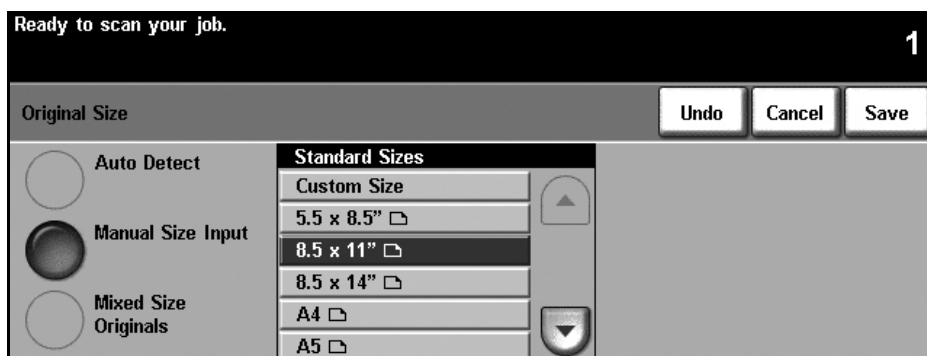 Ready to scan your job.
1
Original Size
Undo
Cancel
Save
Auto Detect
Manual Size Input
Mixed Size
Originals
Standard Sizes
Custom Size
5.5 x 8.5”
8.5 x 11”
8.5 x 14”
A4
A5